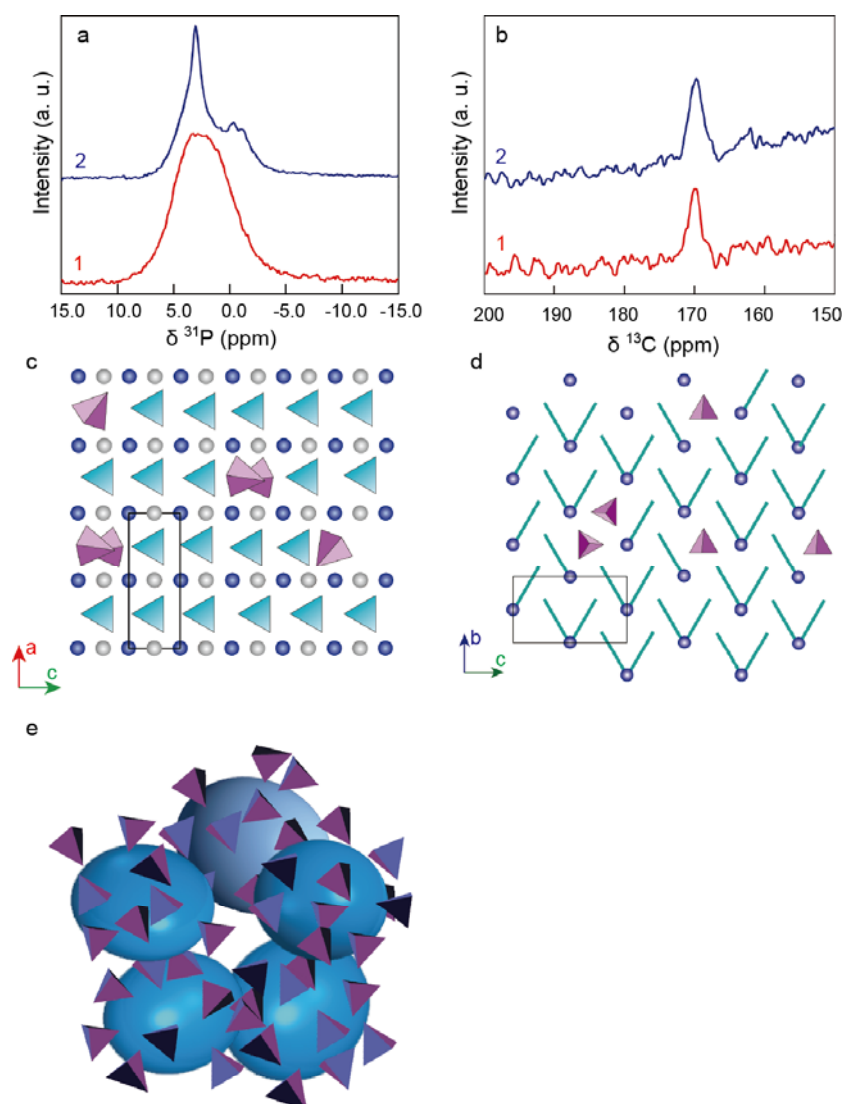 a
Intensity (a. u.)
2
1
15.0 10.0 5.0 0.0 -5.0 -10.0 -15.0
δ ³¹P (ppm)
b
Intensity (a. u.)
2
1
200 190 180 170 160 150
δ ¹³C (ppm)
c
a
c
d
b
c
e